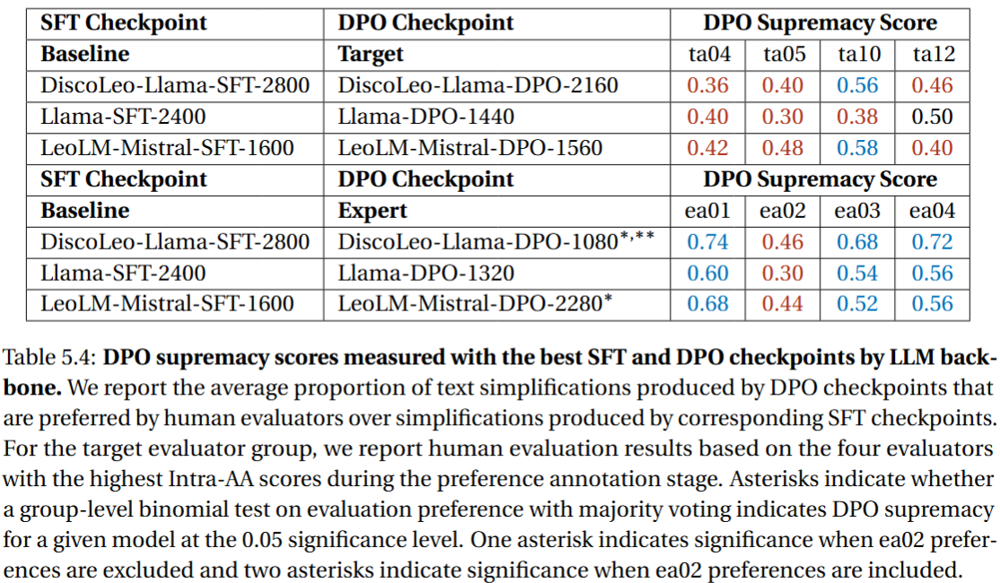 SFT Checkpoint DPO Checkpoint DPO Supremacy Score
Baseline Target ta04 ta05 ta10 ta12
DiscoLeo-Llama-SFT-2800 DiscoLeo-Llama-DPO-2160 0.36 0.40 0.56 0.46
Llama-SFT-2400 Llama-DPO-1440 0.40 0.30 0.38 0.50
LeoLM-Mistral-SFT-1600 LeoLM-Mistral-DPO-1560 0.42 0.48 0.58 0.40
SFT Checkpoint DPO Checkpoint DPO Supremacy Score
Baseline Expert ea01 ea02 ea03 ea04
DiscoLeo-Llama-SFT-2800 DiscoLeo-Llama-DPO-1080*,** 0.74 0.46 0.68 0.72
Llama-SFT-2400 Llama-DPO-1320 0.60 0.30 0.54 0.56
LeoLM-Mistral-SFT-1600 LeoLM-Mistral-DPO-2280* 0.68 0.44 0.52 0.56
Table 5.4: DPO supremacy scores measured with the best SFT and DPO checkpoints by LLM back-
bone. We report the average proportion of text simplifications produced by DPO checkpoints that
are preferred by human evaluators over simplifications produced by corresponding SFT checkpoints.
For the target evaluator group, we report human evaluation results based on the four evaluators
with the highest Intra-AA scores during the preference annotation stage. Asterisks indicate whether
a group-level binomial test on evaluation preference with majority voting indicates DPO supremacy
for a given model at the 0.05 significance level. One asterisk indicates significance when ea02 prefer-
ences are excluded and two asterisks indicate significance when ea02 preferences are included.